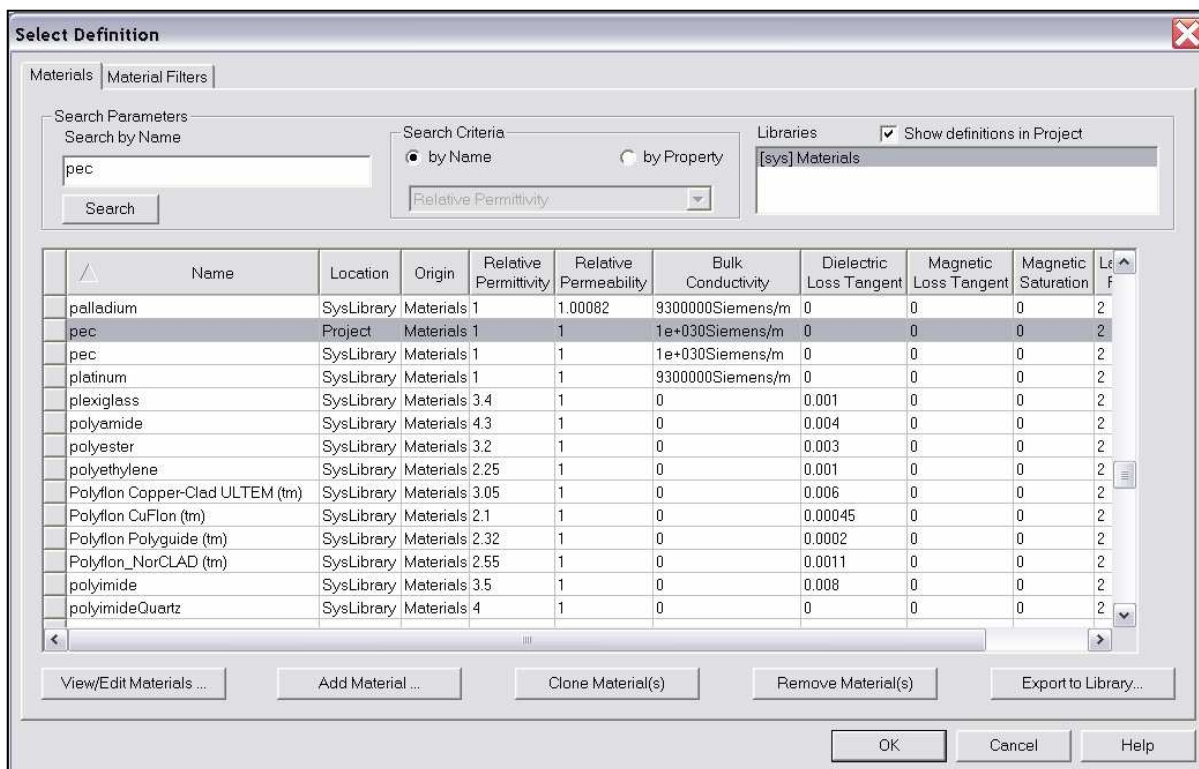 Select Definition
Materials Material Filters
Search Parameters
Search by Name
pec
Search
Search Criteria
by Name by Property
Relative Permittivity
Libraries Show definitions in Project
[sys] Materials
Name Location Origin Relative Permittivity Relative Permeability Bulk Conductivity Dielectric Loss Tangent Magnetic Loss Tangent Magnetic Saturation
palladium SysLibrary Materials 1 1.00082 9300000Siemens/m 0 0 0 2
pec Project Materials 1 1 1e+030Siemens/m 0 0 0 2
pec SysLibrary Materials 1 1 1e+030Siemens/m 0 0 0 2
platinum SysLibrary Materials 1 1 9300000Siemens/m 0 0 0 2
plexiglass SysLibrary Materials 3.4 1 0 0.001 0 0 2
polyamide SysLibrary Materials 4.3 1 0 0.004 0 0 2
polyester SysLibrary Materials 3.2 1 0 0.003 0 0 2
polyethylene SysLibrary Materials 2.25 1 0 0.001 0 0 2
Polyflon Copper-Clad ULTEM (tm) SysLibrary Materials 3.05 1 0 0.006 0 0 2
Polyflon CuFlon (tm) SysLibrary Materials 2.1 1 0 0.00045 0 0 2
Polyflon Polyguide (tm) SysLibrary Materials 2.32 1 0 0.0002 0 0 2
Polyflon_NorCLAD (tm) SysLibrary Materials 2.55 1 0 0.0011 0 0 2
polyimide SysLibrary Materials 3.5 1 0 0.008 0 0 2
polyimideQuartz SysLibrary Materials 4 1 0 0 0 0 2
View/Edit Materials ... Add Material ... Clone Material(s) Remove Material(s) Export to Library...
OK Cancel Help